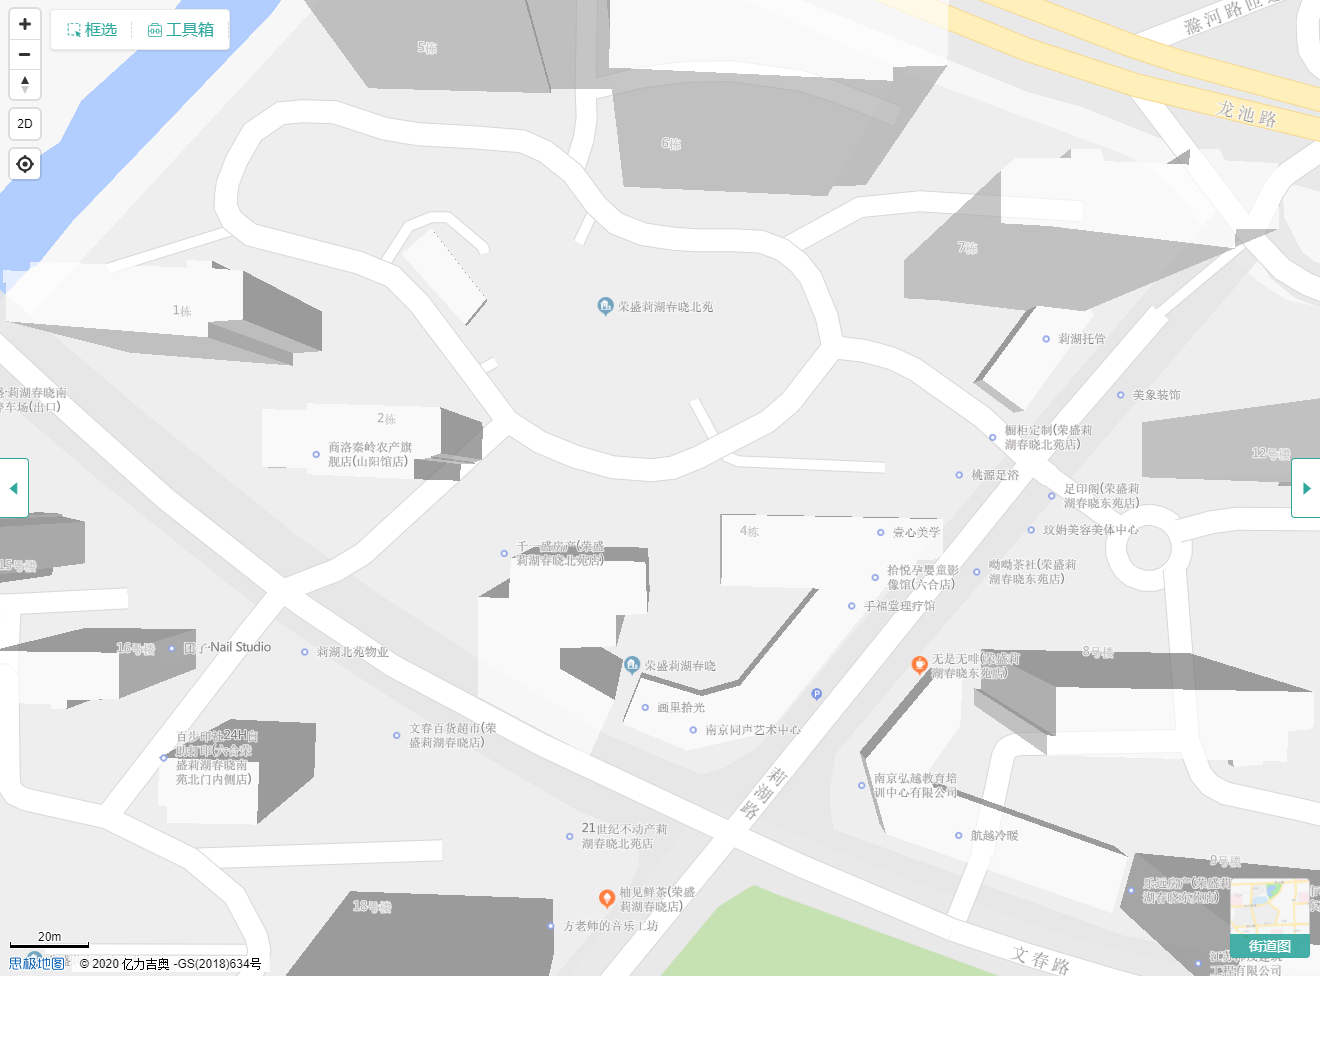 框选
工具箱
2D
滁河路
龙池路
5栋
6栋
7栋
1栋
荣盛莉湖春晓北苑
莉湖托管
美象装饰
盛·莉湖春晓南
停车场(出口)
2栋
商洛秦岭农产旗
舰店(山阳馆店)
橱柜定制(荣盛莉
湖春晓北苑店)
桃源足浴
12号楼
足印阁(荣盛莉
湖春晓东苑店)
4栋
壹心美学
玟娟美容美体中心
千一盛房产(荣盛
莉湖春晓北苑店)
15号楼
拾悦孕婴童影
像馆(六合店)
呦呦茶社(荣盛莉
湖春晓东苑店)
手福堂理疗馆
16号楼
·Nail Studio
莉湖北苑物业
荣盛莉湖春晓
无是无啡(荣盛莉
湖春晓东苑店)
8号楼
P
画果拾光
南京同声艺术中心
文春百货超市(荣
盛莉湖春晓店)
百步印社24H自
助打印(六合荣
盛莉湖春晓南
苑北门内侧店)
莉湖路
南京弘越教育培
训中心有限公司
21世纪不动产莉
湖春晓北苑店
航越冷暖
9号楼
乐远房产(荣盛莉
湖春晓东苑店)
柚见鲜茶(荣盛
莉湖春晓店)
18号楼
方老师的音乐工坊
街道图
20m
文春路
思极地图
© 2020 亿力吉奥 -GS(2018)634号
工程有限公司